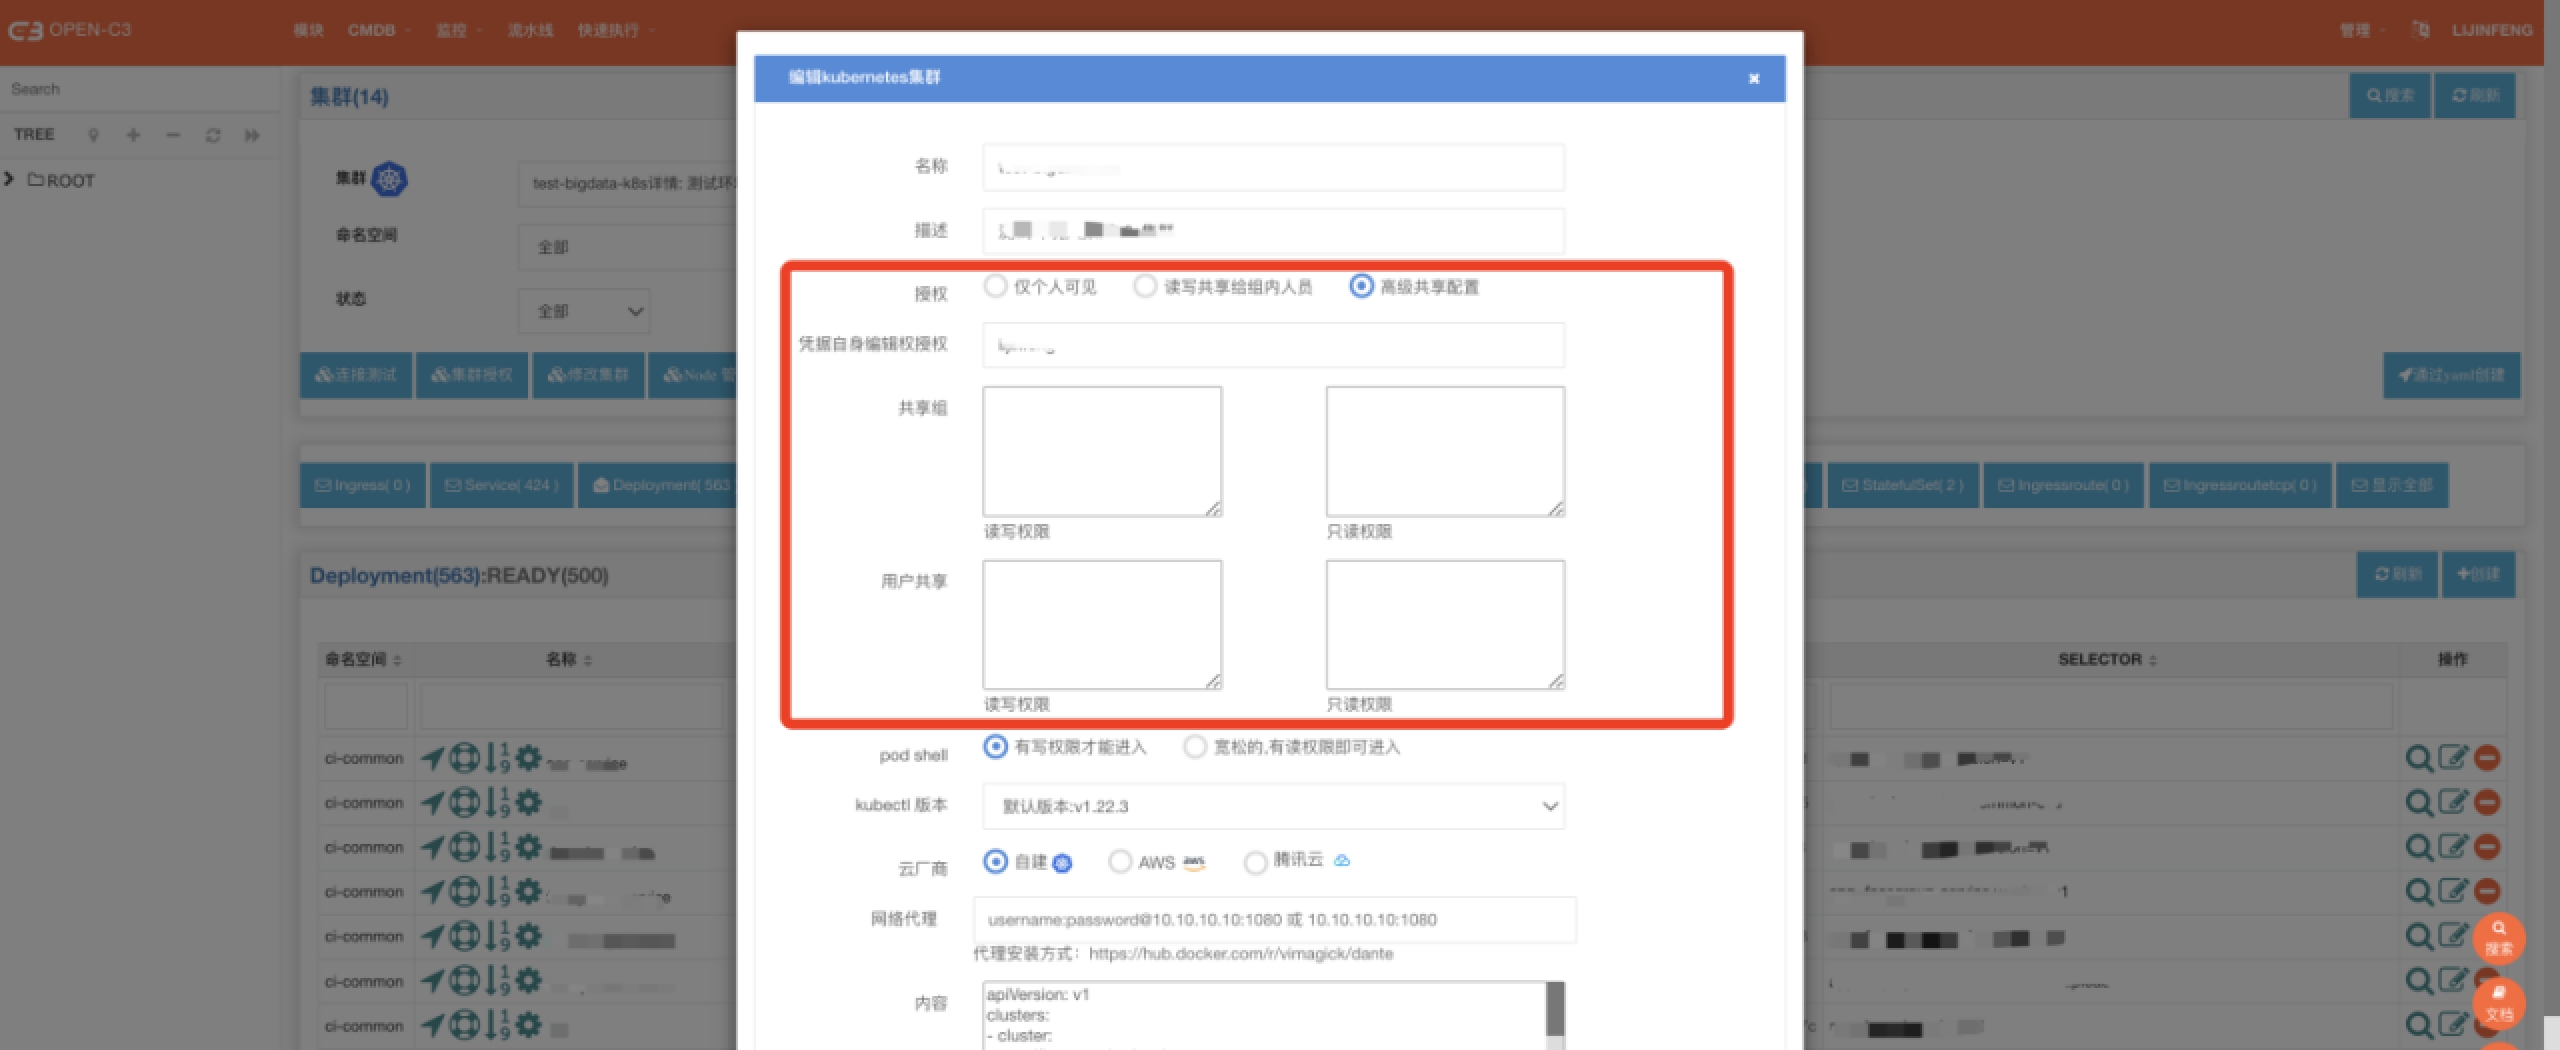 OPEN-C3
模块 CMDB 监控 流水线 快速执行
管理 LIJINFENG
Search
TREE
ROOT
集群(14)
搜索 刷新
集群
test-bigdata-k8s详情: 测试环
命名空间
全部
状态
全部
连接测试 集群授权 修改集群 Node 管
通过yaml创建
Ingress( 0 ) Service( 424 ) Deployment( 563
StatefulSet( 2 ) Ingressroute( 0 ) Ingressroutetcp( 0 ) 显示全部
Deployment(563):READY(500)
刷新 创建
命名空间 名称
SELECTOR 操作
ci-common
ci-common
ci-common
ci-common
ci-common
ci-common
ci-common
搜索
文档
编辑kubernetes集群
名称
描述
授权 仅个人可见 读写共享给组内人员 高级共享配置
凭据自身编辑权授权
共享组
读写权限 只读权限
用户共享
读写权限 只读权限
pod shell 有写权限才能进入 宽松的,有读权限即可进入
kubectl 版本 默认版本:v1.22.3
云厂商 自建 AWS aws 腾讯云
网络代理 username:password@10.10.10.10:1080 或 10.10.10.10:1080
代理安装方式：https://hub.docker.com/r/vimagick/dante
内容
apiVersion: v1
clusters:
- cluster: